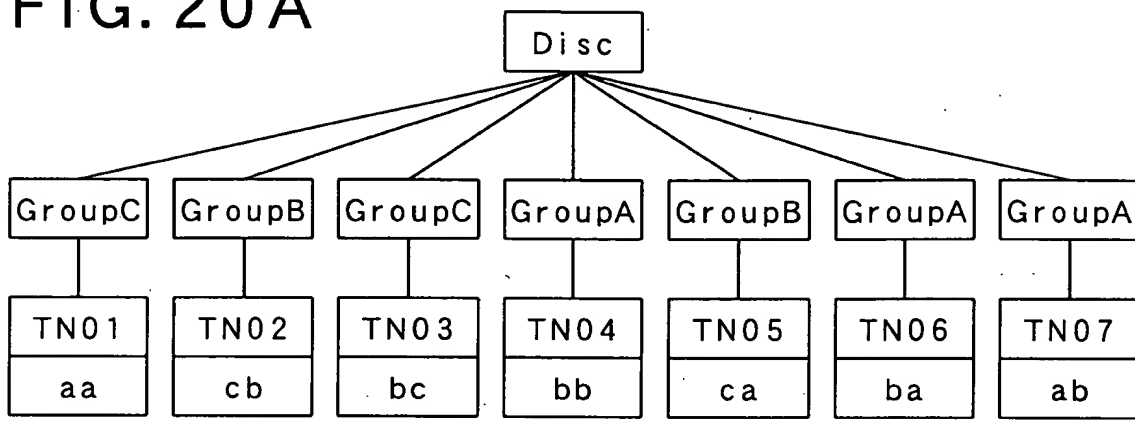 FIG. 20A
Disc
GroupC GroupB GroupC GroupA GroupB GroupA GroupA
TN01 TN02 TN03 TN04 TN05 TN06 TN07
aa cb bc bb ca ba ab